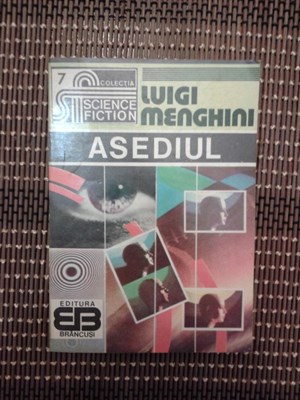 7
COLECȚIA
SCIENCE
FICTION
LUIGI
MENGHINI
ASEDIUL
EDITURA
EB
BRÂNCUȘI